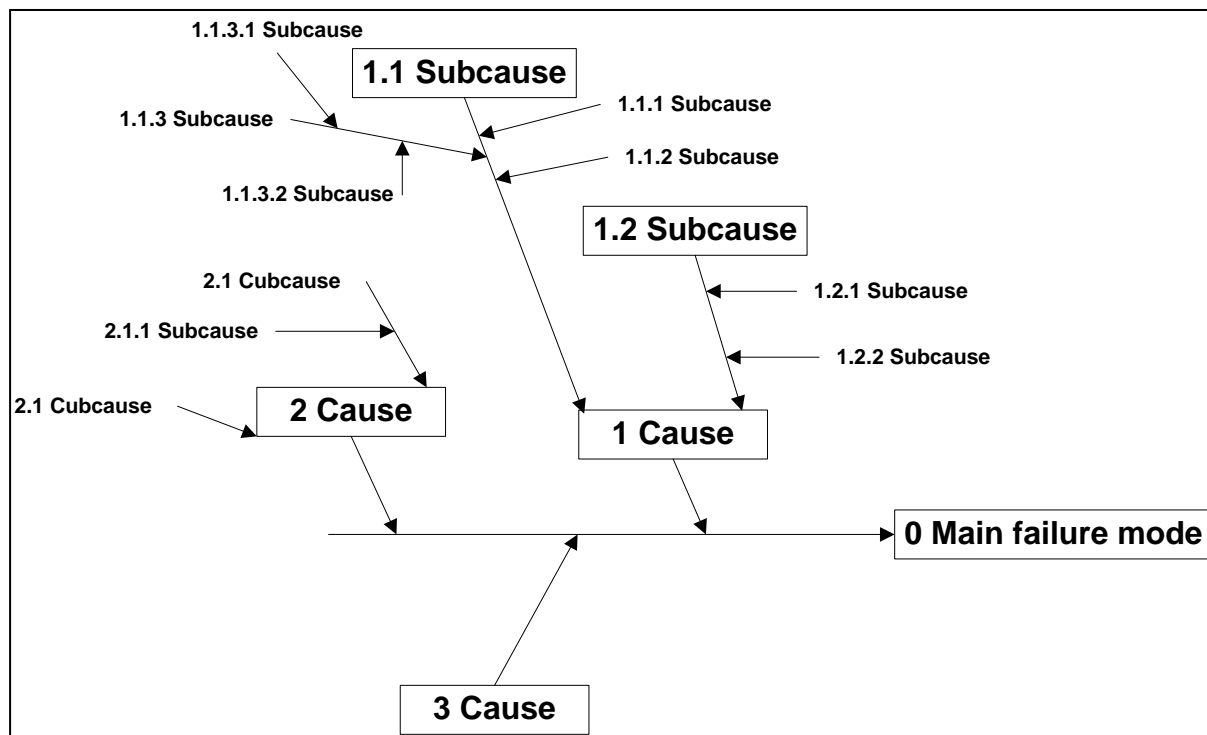 1.1.3.1 Subcause
1.1 Subcause
1.1.1 Subcause
1.1.3 Subcause
1.1.2 Subcause
1.1.3.2 Subcause
1.2 Subcause
2.1 Cubcause
1.2.1 Subcause
2.1.1 Subcause
1.2.2 Subcause
2.1 Cubcause
2 Cause
1 Cause
0 Main failure mode
3 Cause